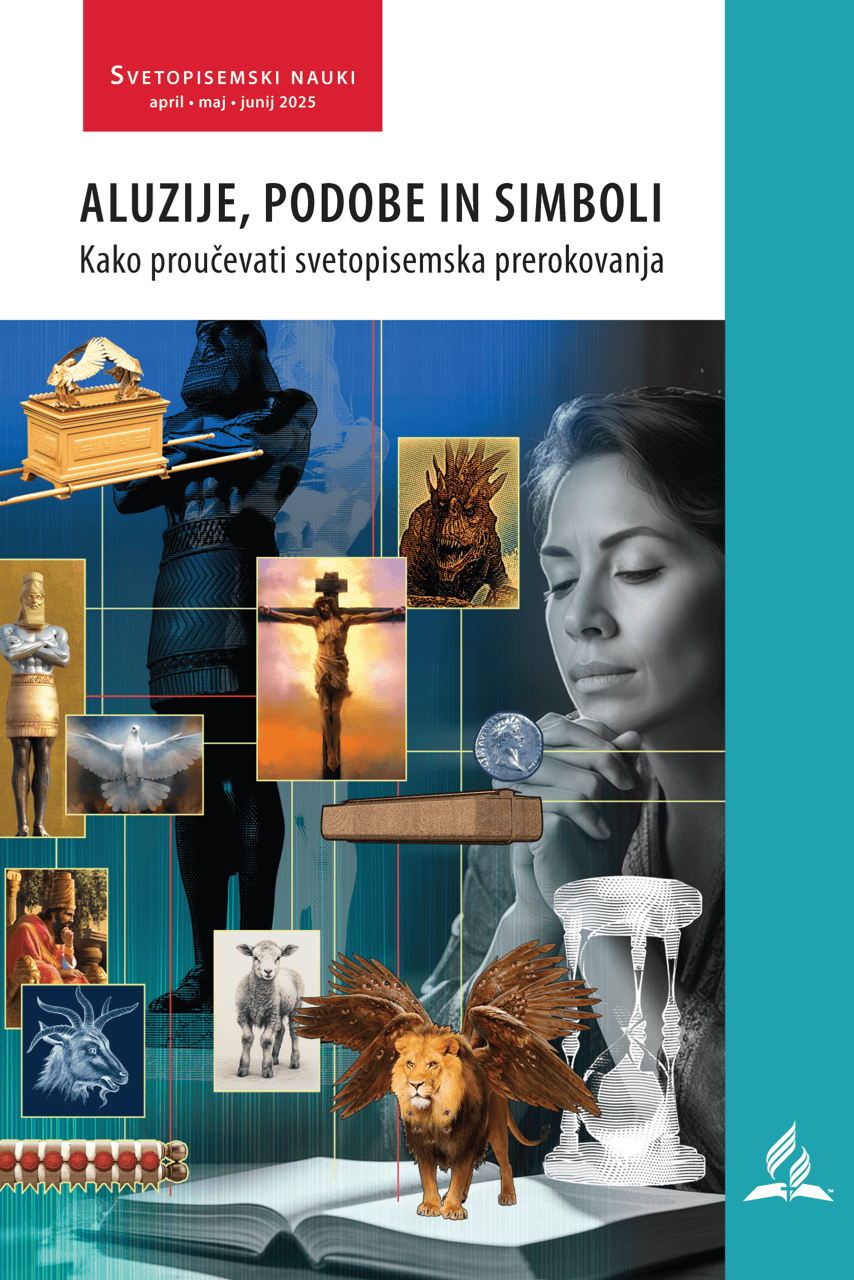 SVETOPISEMSKI NAUKI
april • maj • junij 2025
ALUZIJE, PODOBE IN SIMBOLI
Kako proučevati svetopisemska prerokovanja